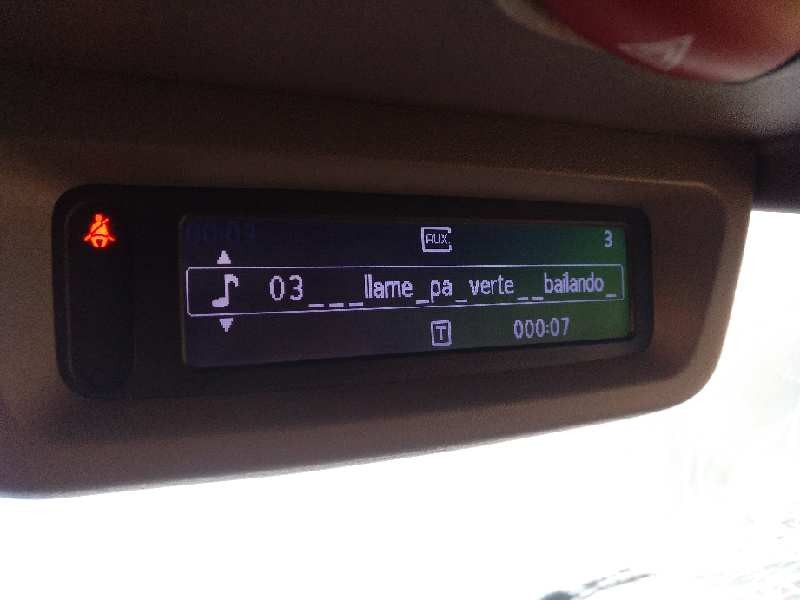 AUX 3
03___llame_pa_verte__bailando_
T 000:07